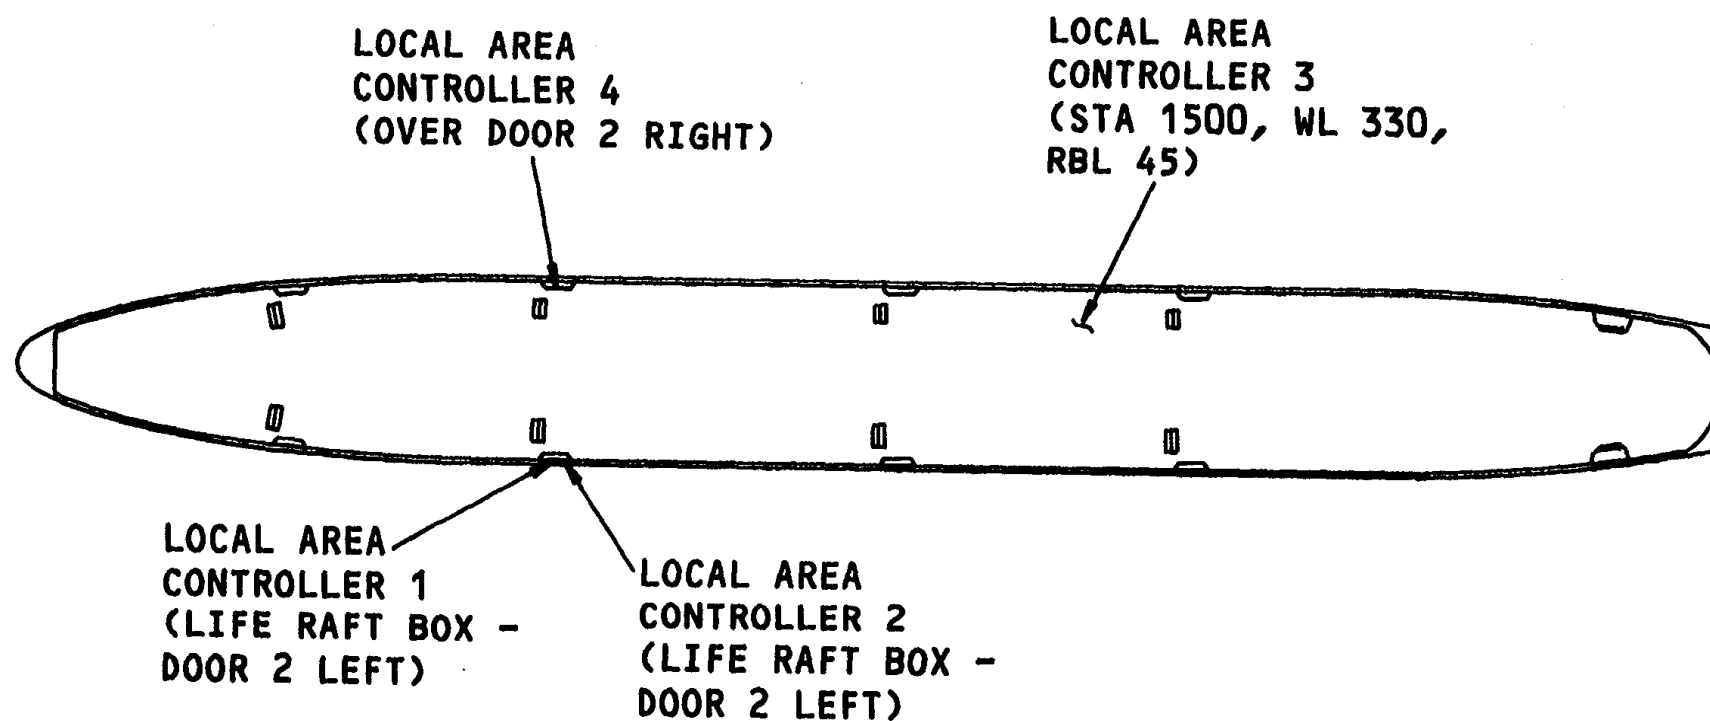 LOCAL AREA
CONTROLLER 4
(OVER DOOR 2 RIGHT)
LOCAL AREA
CONTROLLER 3
(STA 1500, WL 330,
RBL 45)
LOCAL AREA
CONTROLLER 1
(LIFE RAFT BOX -
DOOR 2 LEFT)
LOCAL AREA
CONTROLLER 2
(LIFE RAFT BOX -
DOOR 2 LEFT)